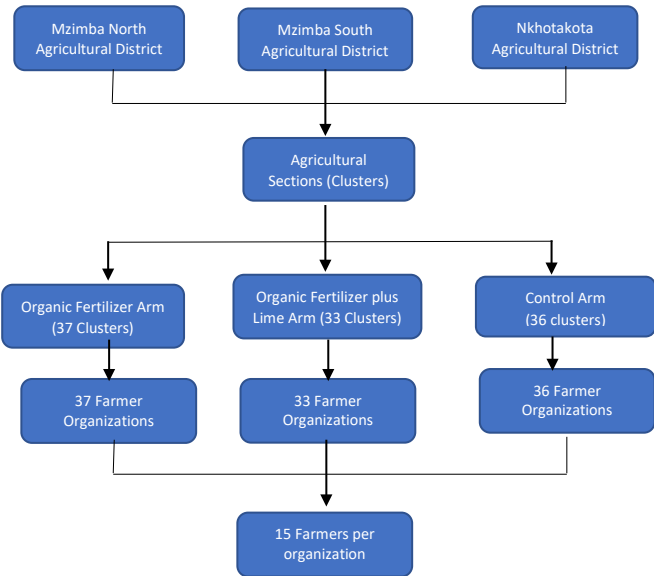 Mzimba North
Agricultural District
Mzimba South
Agricultural District
Nkhotakota
Agricultural District
Agricultural
Sections (Clusters)
Organic Fertilizer Arm
(37 Clusters)
Organic Fertilizer plus
Lime Arm (33 Clusters)
Control Arm
(36 clusters)
37 Farmer
Organizations
33 Farmer
Organizations
36 Farmer
Organizations
15 Farmers per
organization